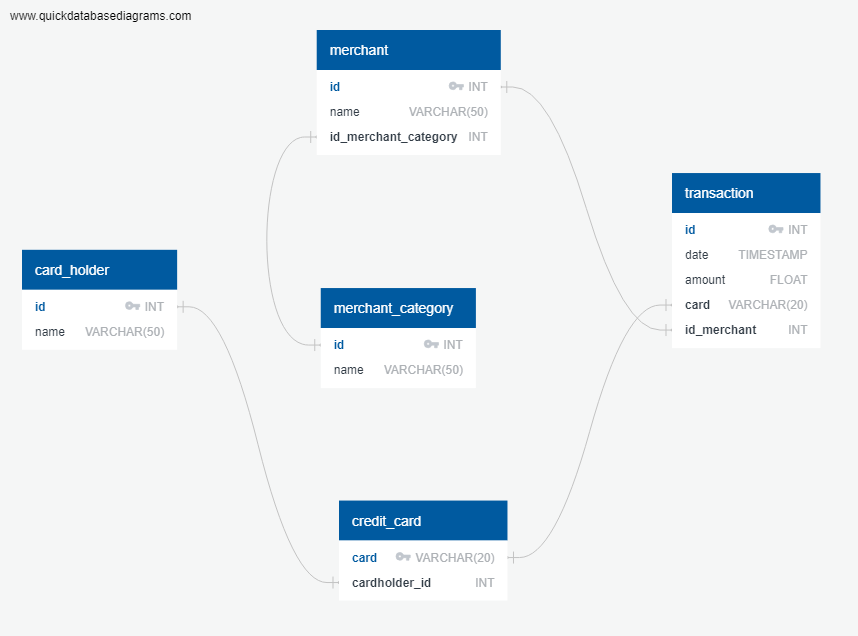 www.quickdatabasediagrams.com
merchant
id INT
name VARCHAR(50)
id_merchant_category INT
transaction
id INT
date TIMESTAMP
amount FLOAT
card VARCHAR(20)
id_merchant INT
card_holder
id INT
name VARCHAR(50)
merchant_category
id INT
name VARCHAR(50)
credit_card
card VARCHAR(20)
cardholder_id INT